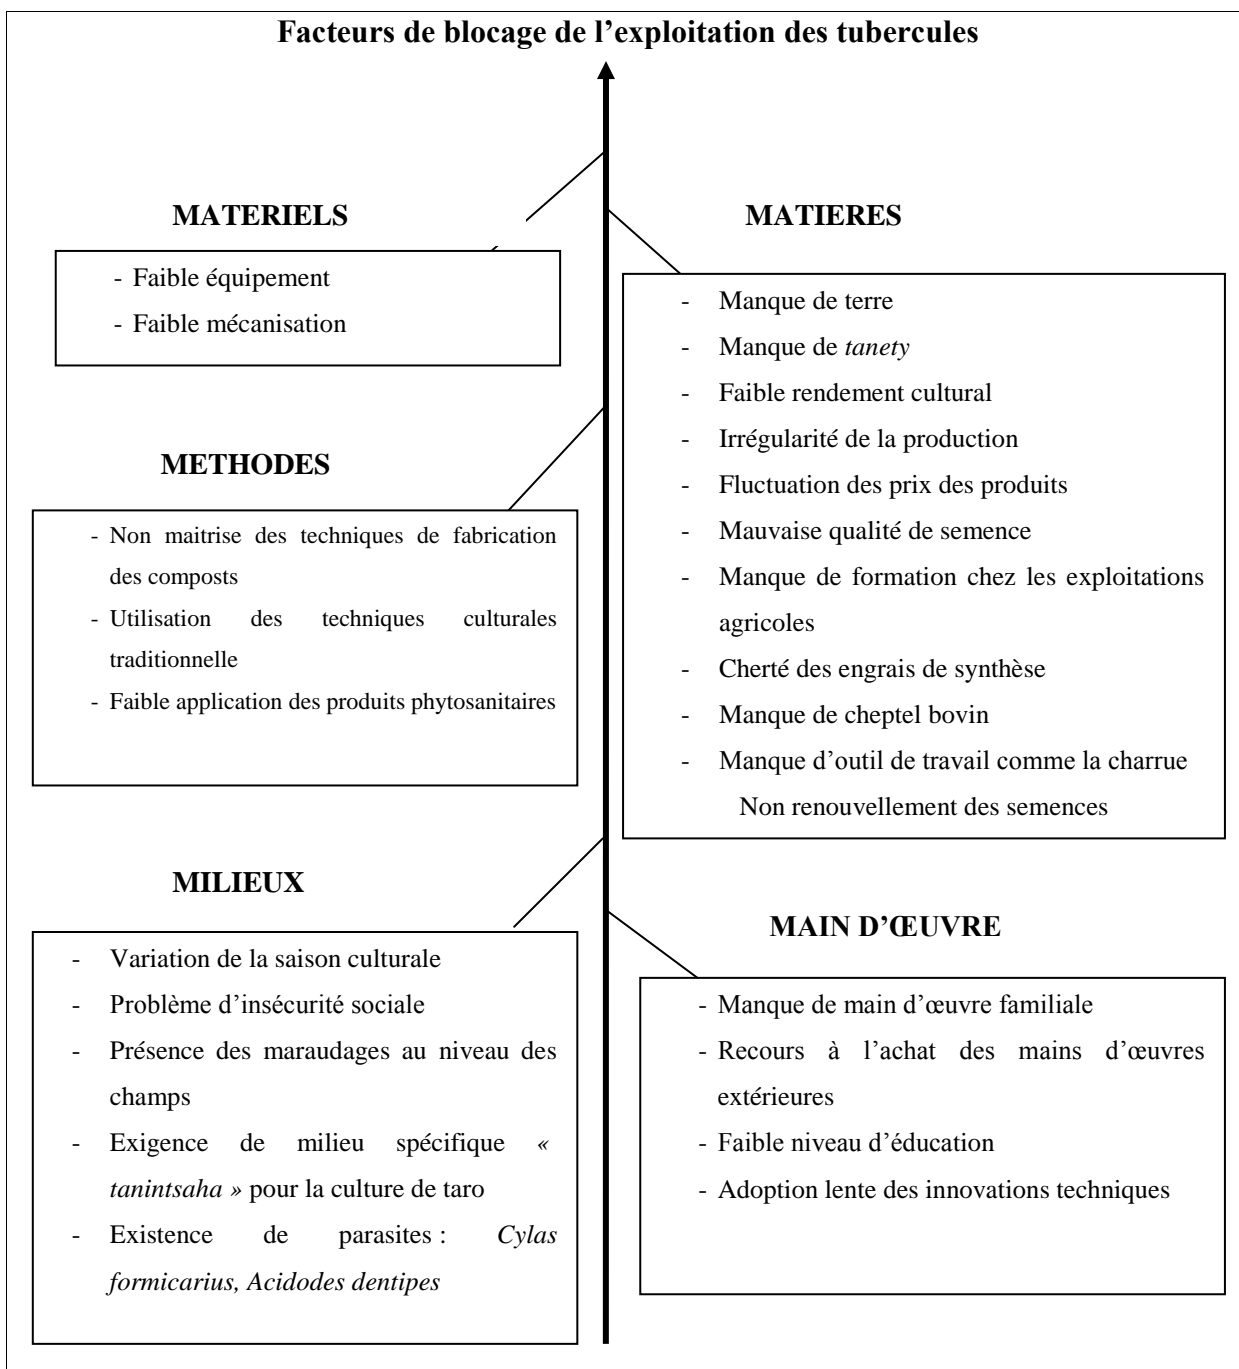 Facteurs de blocage de l’exploitation des tubercules
MATERIELS
- Faible équipement
- Faible mécanisation
MATIERES
- Manque de terre
- Manque de tanety
- Faible rendement cultural
- Irrégularité de la production
- Fluctuation des prix des produits
- Mauvaise qualité de semence
- Manque de formation chez les exploitations
agricoles
- Cherté des engrais de synthèse
- Manque de cheptel bovin
- Manque d’outil de travail comme la charrue
Non renouvellement des semences
METHODES
- Non maitrise des techniques de fabrication
des composts
- Utilisation des techniques culturales
traditionnelle
- Faible application des produits phytosanitaires
MILIEUX
- Variation de la saison culturale
- Problème d’insécurité sociale
- Présence des maraudages au niveau des
champs
- Exigence de milieu spécifique «
tanintsaha » pour la culture de taro
- Existence de parasites : Cylas
formicarius, Acidodes dentipes
MAIN D’ŒUVRE
- Manque de main d’œuvre familiale
- Recours à l’achat des mains d’œuvres
extérieures
- Faible niveau d’éducation
- Adoption lente des innovations techniques